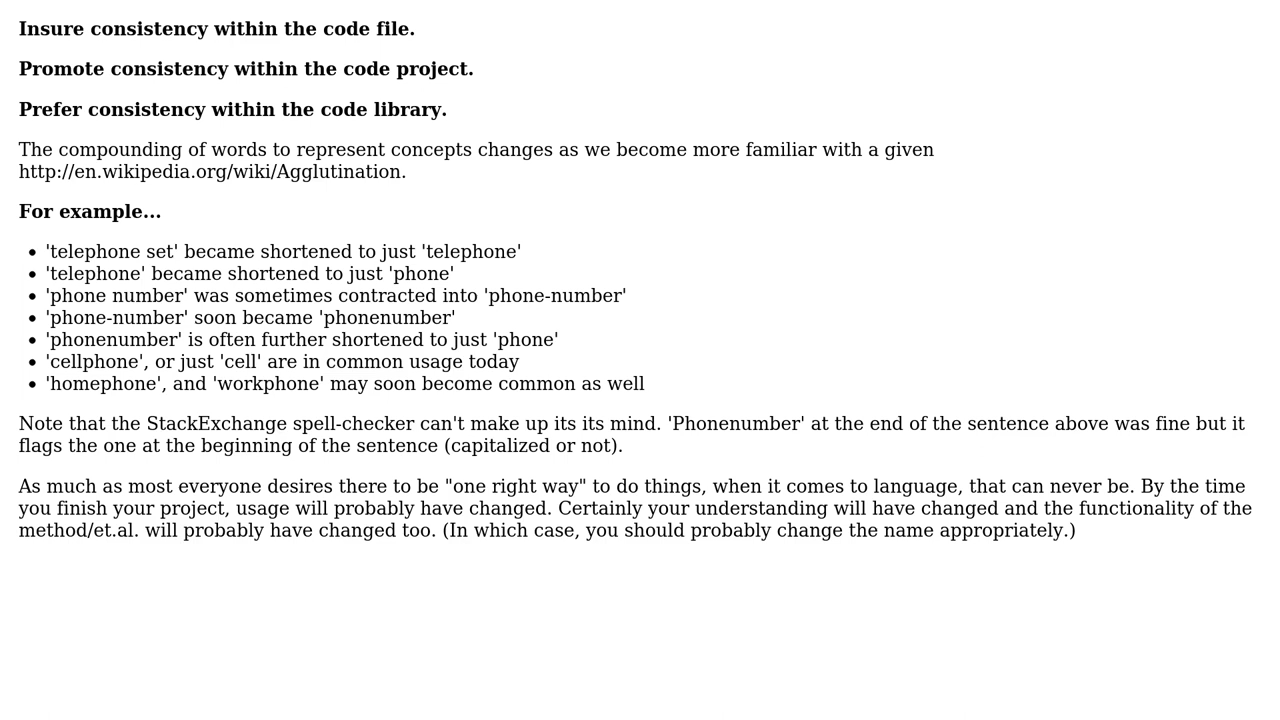 Insure consistency within the code file.
Promote consistency within the code project.
Prefer consistency within the code library.
The compounding of words to represent concepts changes as we become more familiar with a given
http://en.wikipedia.org/wiki/Agglutination.
For example...
• 'telephone set' became shortened to just 'telephone'
• 'telephone' became shortened to just 'phone'
• 'phone number' was sometimes contracted into 'phone-number'
• 'phone-number' soon became 'phonenumber'
• 'phonenumber' is often further shortened to just 'phone'
• 'cellphone', or just 'cell' are in common usage today
• 'homephone', and 'workphone' may soon become common as well
Note that the StackExchange spell-checker can't make up its its mind. 'Phonenumber' at the end of the sentence above was fine but it
flags the one at the beginning of the sentence (capitalized or not).
As much as most everyone desires there to be "one right way" to do things, when it comes to language, that can never be. By the time
you finish your project, usage will probably have changed. Certainly your understanding will have changed and the functionality of the
method/et.al. will probably have changed too. (In which case, you should probably change the name appropriately.)